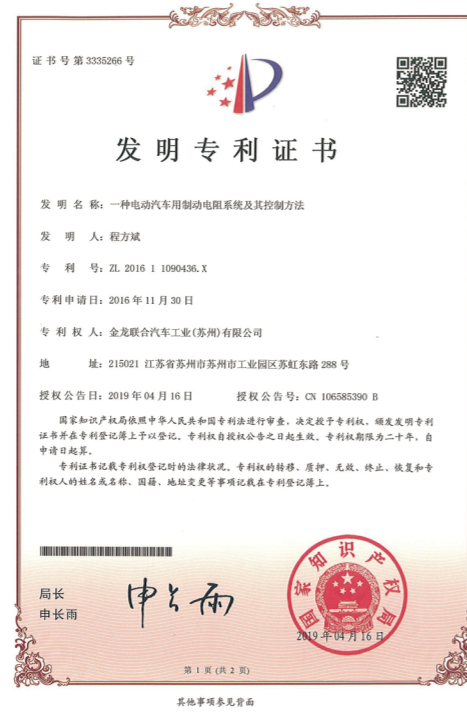 证书号第3335266号
发明专利证书
发明名称：一种电动汽车用制动电阻系统及其控制方法
发明人：程方斌
专利号：ZL 2016 1 1090436.X
专利申请日：2016年11月30日
专利权人：金龙联合汽车工业(苏州)有限公司
地址：215021 江苏省苏州市苏州市工业园区苏虹东路288号
授权公告日：2019年04月16日 授权公告号：CN 106585390 B
国家知识产权局依照中华人民共和国专利法进行审查，决定授予专利权，颁发发明专利
证书并在专利登记簿上予以登记。专利权自授权公告之日起生效。专利权期限为二十年，自
申请日起算。
专利证书记载专利权登记时的法律状况。专利权的转移、质押、无效、终止、恢复和专
利权人的姓名或名称、国籍、地址变更等事项记载在专利登记簿上。
局长
申长雨
申长雨
国家知识产权局
2019年04月16日
第1页(共2页)
其他事项参见背面